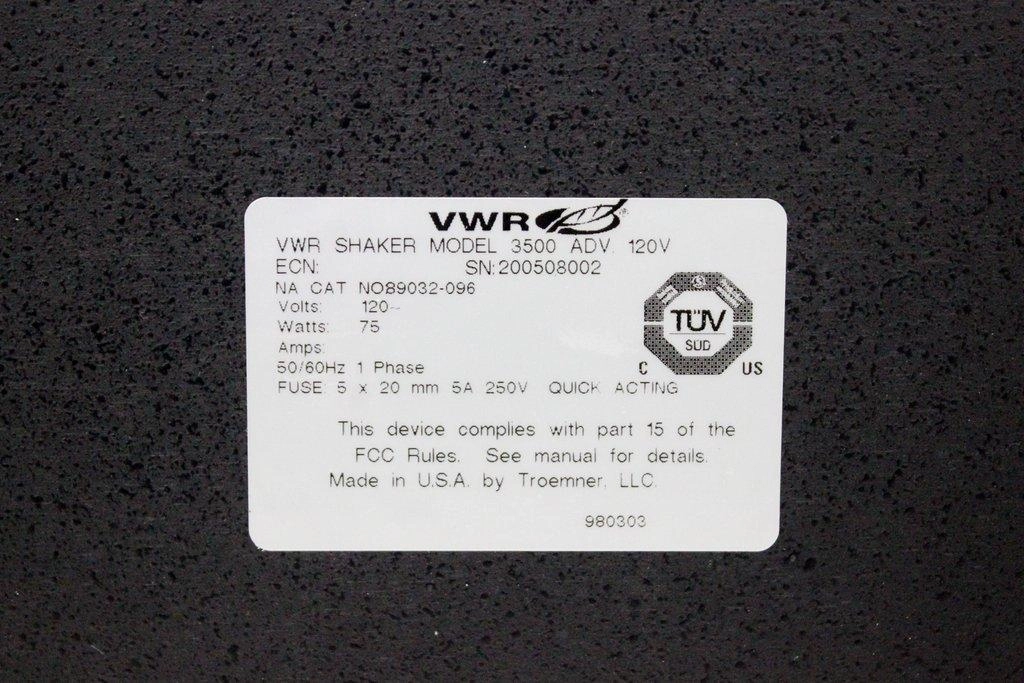 VWR®
VWR SHAKER MODEL 3500 ADV. 120V
ECN: SN:200508002
NA CAT NO89032-096
Volts: 120~
Watts: 75
Amps:
50/60Hz 1 Phase
FUSE: 5 x 20 mm 5A 250V QUICK ACTING
TÜV
SÜD
C US
This device complies with part 15 of the
FCC Rules. See manual for details.
Made in U.S.A. by Troemner, LLC.
980303